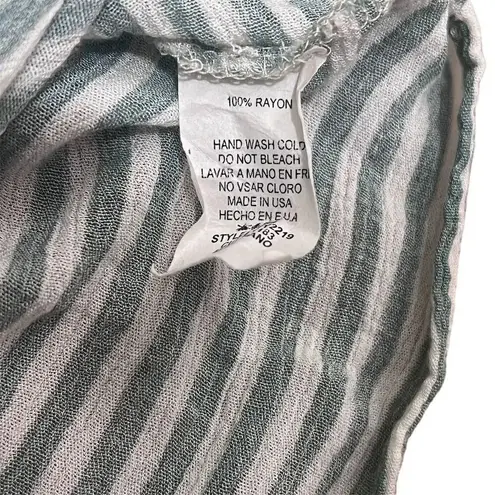 100% RAYON
HAND WASH COLD
DO NOT BLEACH
LAVAR A MANO EN FRI
NO VSAR CLORO
MADE IN USA
HECHO EN E.U.A